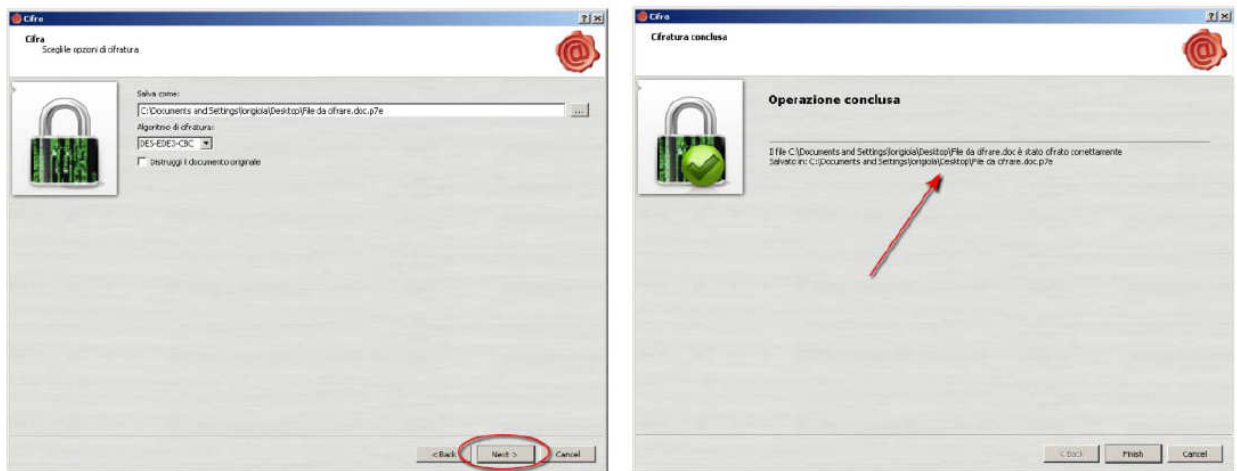 Cifra
Cifra
Scegli le opzioni di cifratura
Salva come:
C:\Documents and Settings\lorigiola\Desktop\File da cifrare.doc.p7e
...
Algoritmo di cifratura:
DES-EDE3-CBC
Distruggi il documento originale
< Back
Next >
Cancel
Cifra
Cifratura conclusa
Operazione conclusa
Il file C:\Documents and Settings\lorigiola\Desktop\File da cifrare.doc è stato cifrato correttamente
Salvato in: C:\Documents and Settings\lorigiola\Desktop\File da cifrare.doc.p7e
< Back
Finish
Cancel